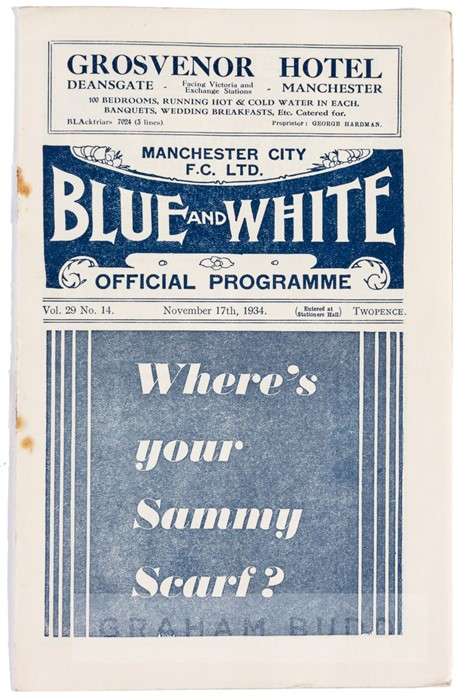 GROSVENOR HOTEL
DEANSGATE - Facing Victoria and Exchange Stations - MANCHESTER
100 BEDROOMS, RUNNING HOT & COLD WATER IN EACH.
BANQUETS, WEDDING BREAKFASTS, Etc. Catered for.
BLAckfriars 7024 (3 lines). Proprietor: GEORGE HARDMAN.
MANCHESTER CITY
F.C. LTD.
BLUE AND WHITE
OFFICIAL PROGRAMME
Vol. 29 No. 14. November 17th, 1934. (Entered at Stationers Hall) TWOPENCE.
Where's
your
Sammy
Scarf?
GRAHAM BUDD